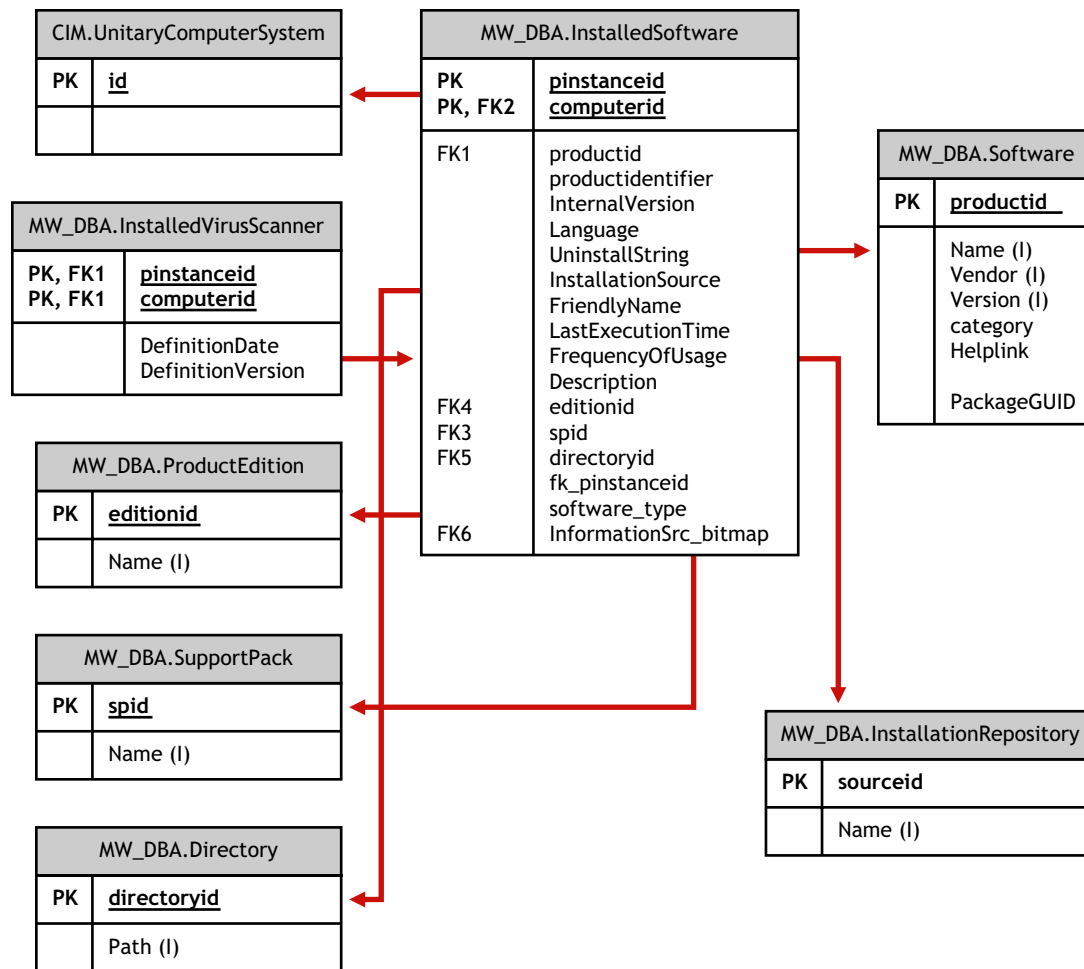 CIM.UnitaryComputerSystem
PK id
MW_DBA.InstalledSoftware
PK pinstanceid
PK, FK2 computerid
FK1 productid
productidentifier
InternalVersion
Language
UninstallString
InstallationSource
FriendlyName
LastExecutionTime
FrequencyOfUsage
Description
FK4 editionid
FK3 spid
FK5 directoryid
fk_pinstanceid
software_type
FK6 InformationSrc_bitmap
MW_DBA.Software
PK productid
Name (I)
Vendor (I)
Version (I)
category
Helplink
PackageGUID
MW_DBA.InstalledVirusScanner
PK, FK1 pinstanceid
PK, FK1 computerid
DefinitionDate
DefinitionVersion
MW_DBA.ProductEdition
PK editionid
Name (I)
MW_DBA.SupportPack
PK spid
Name (I)
MW_DBA.InstallationRepository
PK sourceid
Name (I)
MW_DBA.Directory
PK directoryid
Path (I)